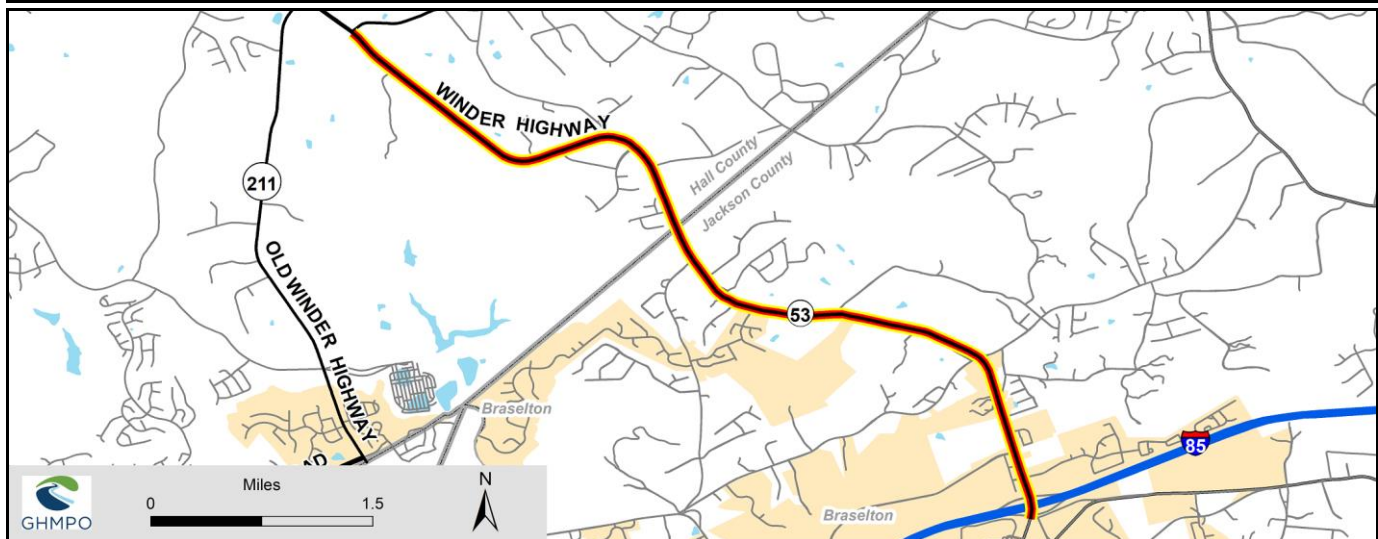 WINDER HIGHWAY
Hall County
Jackson County
211
OLD WINDER HIGHWAY
53
Braselton
85
Braselton
GHMPO
Miles
0 1.5
N